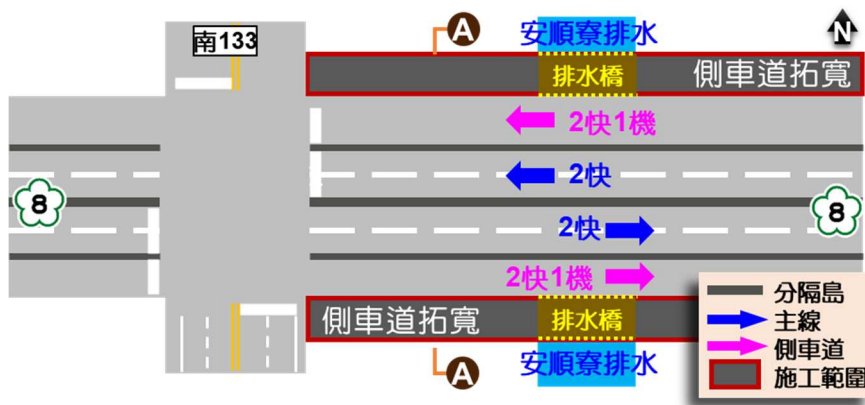 南133
A
安順寮排水
N
排水橋
側車道拓寬
2快1機
2快
8
8
2快
2快1機
側車道拓寬
排水橋
A
安順寮排水
分隔島
主線
側車道
施工範圍